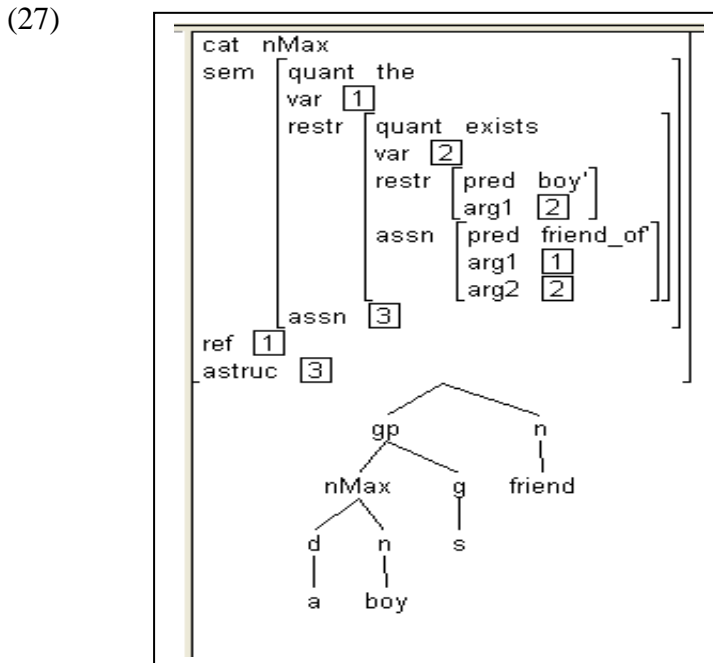 (27)
cat nMax
sem quant the
var 1
restr quant exists
var 2
restr pred boy'
arg1 2
assn pred friend_of'
arg1 1
arg2 2
assn 3
ref 1
astruc 3
gp n
nMax g friend
d n s
a boy